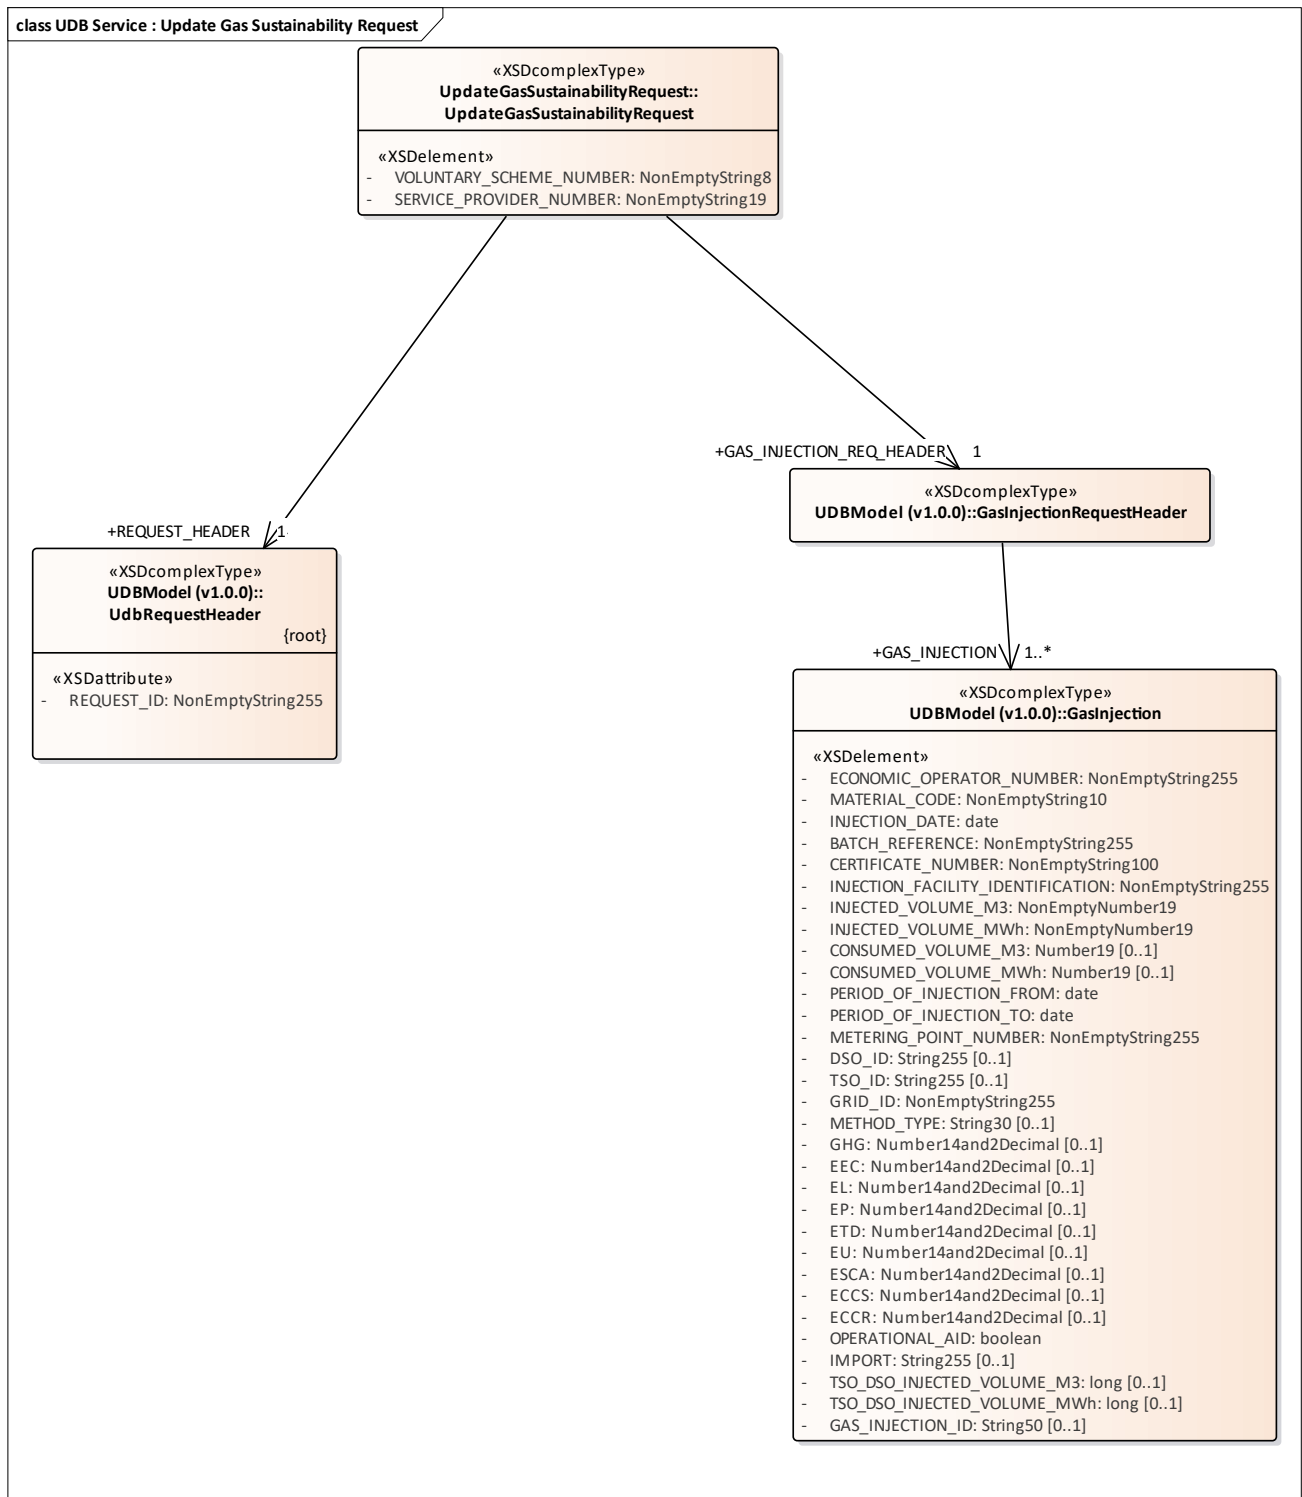 class UDB Service : Update Gas Sustainability Request
«XSDcomplexType»
UpdateGasSustainabilityRequest::
UpdateGasSustainabilityRequest
«XSDelement»
- VOLUNTARY_SCHEME_NUMBER: NonEmptyString8
- SERVICE_PROVIDER_NUMBER: NonEmptyString19
+GAS_INJECTION_REQ_HEADER 1
«XSDcomplexType»
UDBModel (v1.0.0)::GasInjectionRequestHeader
+REQUEST_HEADER 1
«XSDcomplexType»
UDBModel (v1.0.0)::
UdbRequestHeader
{root}
«XSDattribute»
- REQUEST_ID: NonEmptyString255
+GAS_INJECTION 1..*
«XSDcomplexType»
UDBModel (v1.0.0)::GasInjection
«XSDelement»
- ECONOMIC_OPERATOR_NUMBER: NonEmptyString255
- MATERIAL_CODE: NonEmptyString10
- INJECTION_DATE: date
- BATCH_REFERENCE: NonEmptyString255
- CERTIFICATE_NUMBER: NonEmptyString100
- INJECTION_FACILITY_IDENTIFICATION: NonEmptyString255
- INJECTED_VOLUME_M3: NonEmptyNumber19
- INJECTED_VOLUME_MWh: NonEmptyNumber19
- CONSUMED_VOLUME_M3: Number19 [0..1]
- CONSUMED_VOLUME_MWh: Number19 [0..1]
- PERIOD_OF_INJECTION_FROM: date
- PERIOD_OF_INJECTION_TO: date
- METERING_POINT_NUMBER: NonEmptyString255
- DSO_ID: String255 [0..1]
- TSO_ID: String255 [0..1]
- GRID_ID: NonEmptyString255
- METHOD_TYPE: String30 [0..1]
- GHG: Number14and2Decimal [0..1]
- EEC: Number14and2Decimal [0..1]
- EL: Number14and2Decimal [0..1]
- EP: Number14and2Decimal [0..1]
- ETD: Number14and2Decimal [0..1]
- EU: Number14and2Decimal [0..1]
- ESCA: Number14and2Decimal [0..1]
- ECCS: Number14and2Decimal [0..1]
- ECCR: Number14and2Decimal [0..1]
- OPERATIONAL_AID: boolean
- IMPORT: String255 [0..1]
- TSO_DSO_INJECTED_VOLUME_M3: long [0..1]
- TSO_DSO_INJECTED_VOLUME_MWh: long [0..1]
- GAS_INJECTION_ID: String50 [0..1]